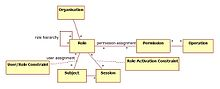 Organisation
role hierarchy
Role
permission assignment
Permission
Operation
user assignment
User/Role Constraint
Role Activation Constraint
Subject
Session